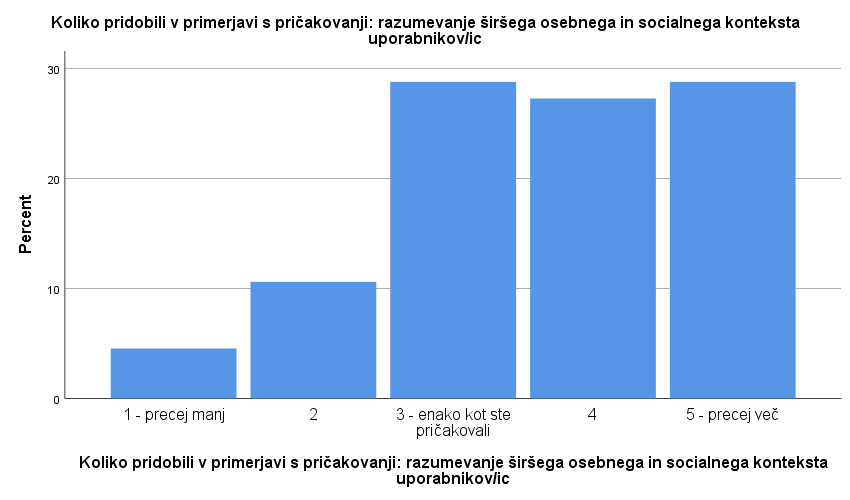 Koliko pridobili v primerjavi s pričakovanji: razumevanje širšega osebnega in socialnega konteksta
uporabnikov/ic
30
20
10
0
Percent
1 - precej manj
2
3 - enako kot ste
pričakovali
4
5 - precej več
Koliko pridobili v primerjavi s pričakovanji: razumevanje širšega osebnega in socialnega konteksta
uporabnikov/ic